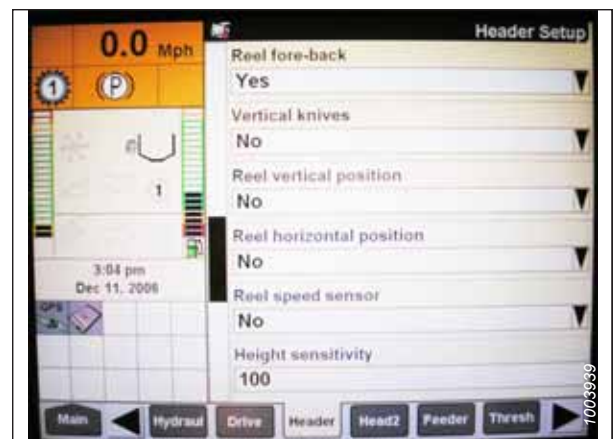 0.0 Mph
1
(P)
1
3:04 pm
Dec 11, 2006
GPS
Header Setup
Reel fore-back
Yes
Vertical knives
No
Reel vertical position
No
Reel horizontal position
No
Reel speed sensor
No
Height sensitivity
100
Main
Hydraul
Drive
Header
Head2
Feeder
Thresh
1003939